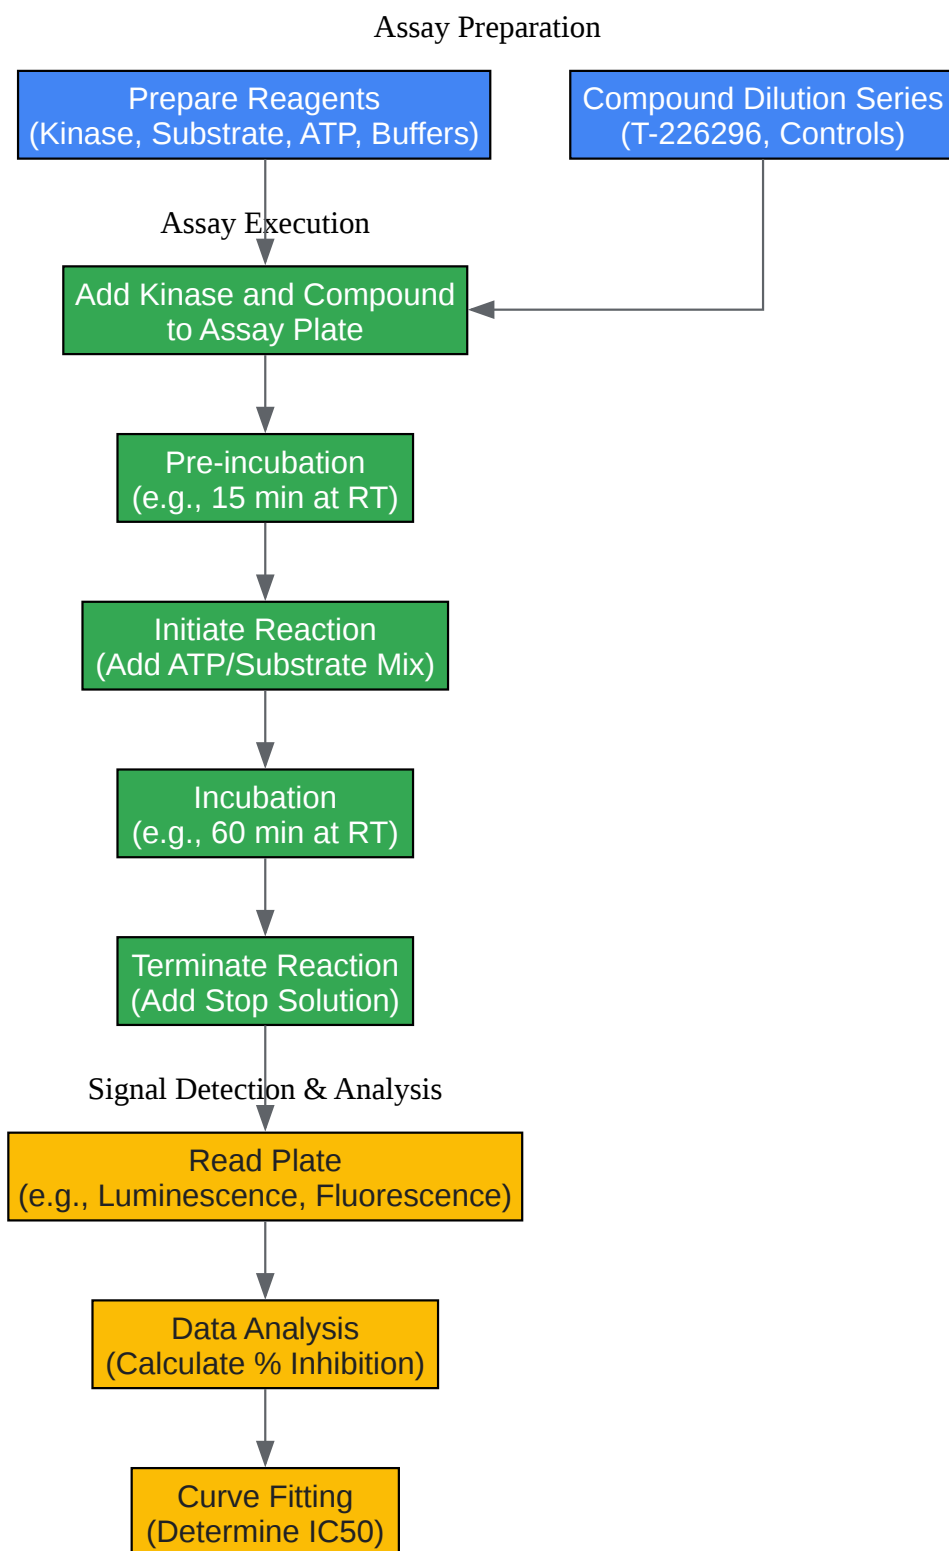 Assay Preparation
Prepare Reagents
(Kinase, Substrate, ATP, Buffers)
Compound Dilution Series
(T-226296, Controls)
Assay Execution
Add Kinase and Compound
to Assay Plate
Pre-incubation
(e.g., 15 min at RT)
Initiate Reaction
(Add ATP/Substrate Mix)
Incubation
(e.g., 60 min at RT)
Terminate Reaction
(Add Stop Solution)
Signal Detection & Analysis
Read Plate
(e.g., Luminescence, Fluorescence)
Data Analysis
(Calculate % Inhibition)
Curve Fitting
(Determine IC50)